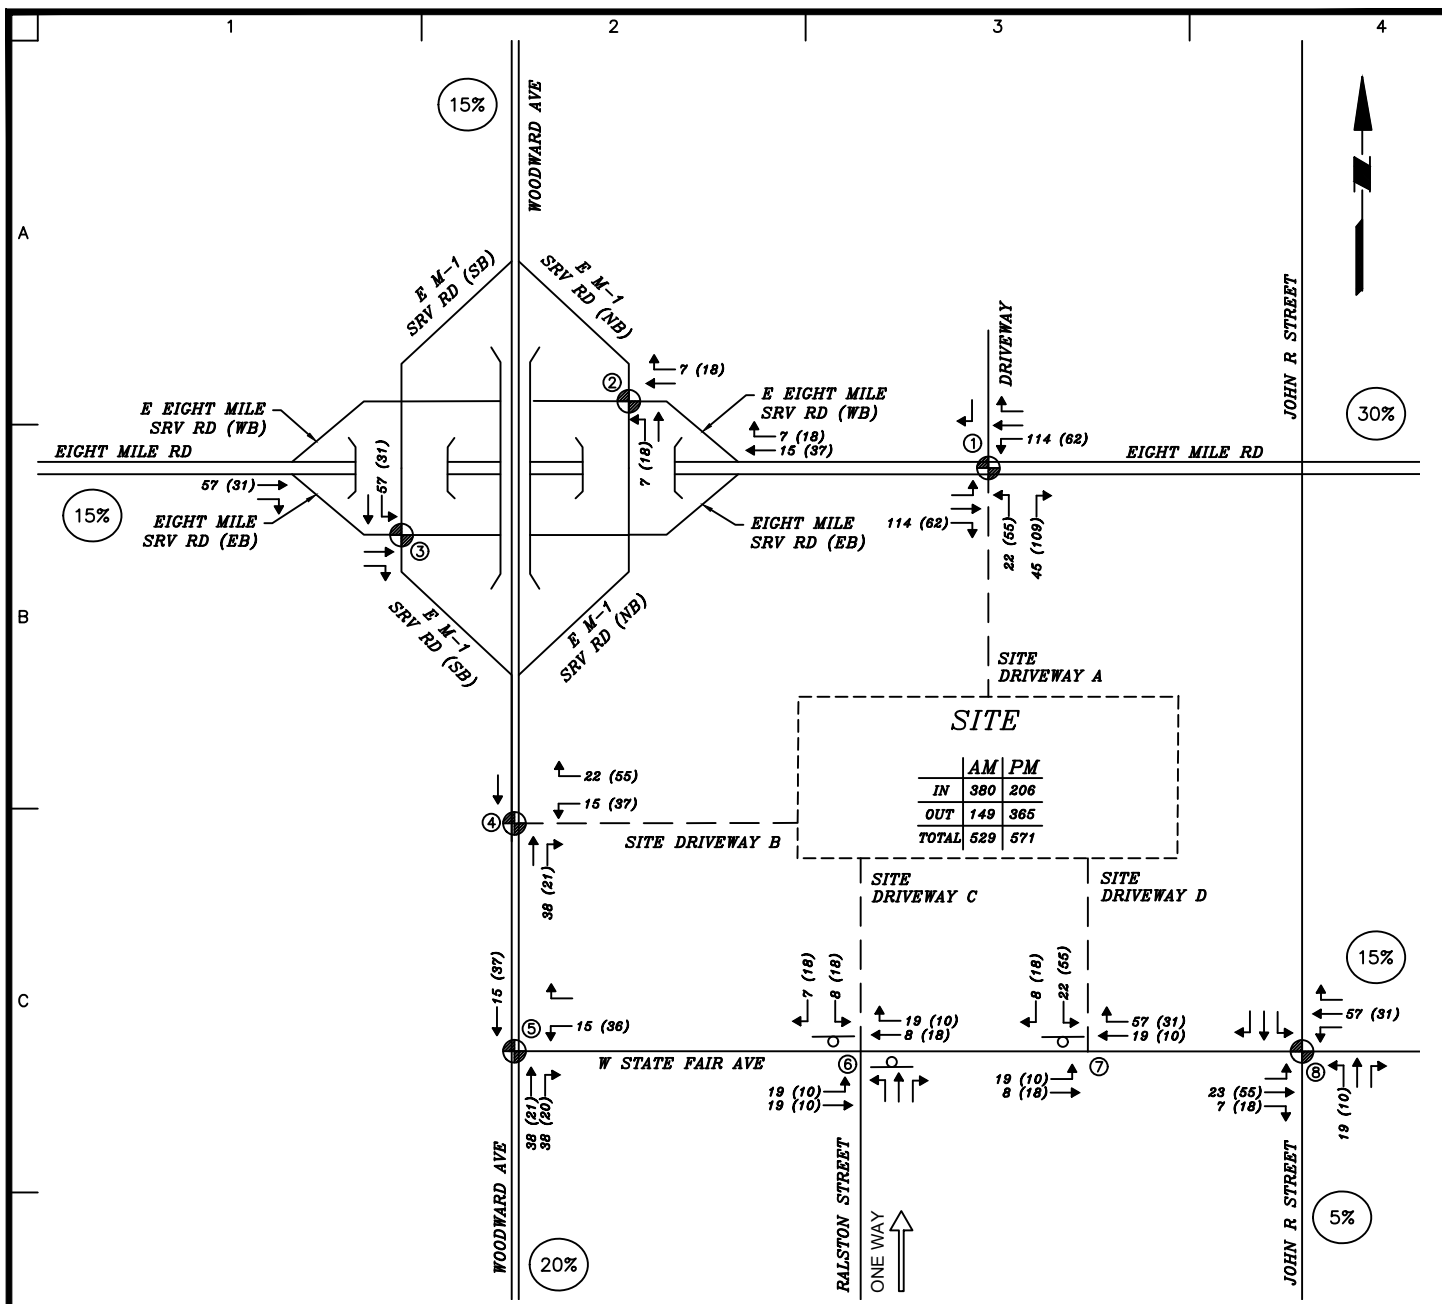 1
2
3
4
A
B
C
15%
WOODWARD AVE
E M-1
SRV RD (SB)
E M-1
SRV RD (NB)
DRIVEWAY
JOHN R STREET
30%
2
7 (18)
E EIGHT MILE
SRV RD (WB)
E EIGHT MILE
SRV RD (WB)
7 (18)
15 (37)
1
114 (62)
EIGHT MILE RD
EIGHT MILE RD
57 (31)
57 (31)
7 (18)
15%
EIGHT MILE
SRV RD (EB)
3
EIGHT MILE
SRV RD (EB)
114 (62)
22 (55)
45 (109)
E M-1
SRV RD (SB)
E M-1
SRV RD (NB)
SITE
DRIVEWAY A
SITE
AM PM
IN 380 206
OUT 149 365
TOTAL 529 571
22 (55)
15 (37)
4
SITE DRIVEWAY B
38 (21)
SITE
DRIVEWAY C
SITE
DRIVEWAY D
15 (37)
5
15 (36)
W STATE FAIR AVE
38 (21)
38 (20)
7 (18)
8 (18)
19 (10)
8 (18)
6
19 (10)
19 (10)
8 (18)
22 (55)
57 (31)
19 (10)
7
19 (10)
8 (18)
15%
57 (31)
8
23 (55)
7 (18)
19 (10)
WOODWARD AVE
20%
RALSTON STREET
ONE WAY
JOHN R STREET
5%